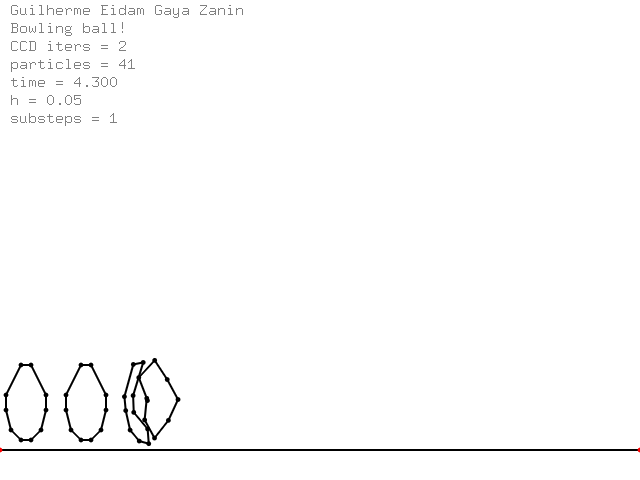 Guilherme Eidam Gaya Zanin
Bowling ball!
CCD iters = 2
particles = 41
time = 4.300
h = 0.05
substeps = 1